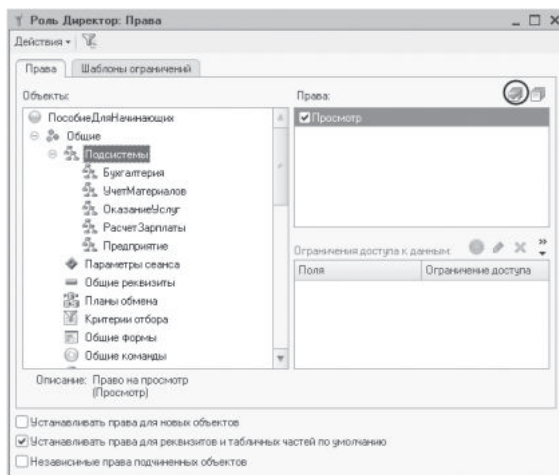 Роль Директор: Права
Действия
Права
Шаблоны ограничений
Объекты:
Права:
ПособиеДляНачинающих
Просмотр
Общие
Подсистемы
Бухгалтерия
УчетМатериалов
ОказаниеУслуг
РасчетЗарплаты
Предприятие
Параметры сеанса
Общие реквизиты
Планы обмена
Критерии отбора
Общие формы
Общие команды
Ограничения доступа к данным:
Поля
Ограничение доступа
Описание: Право на просмотр
(Просмотр)
Устанавливать права для новых объектов
Устанавливать права для реквизитов и табличных частей по умолчанию
Независимые права подчиненных объектов